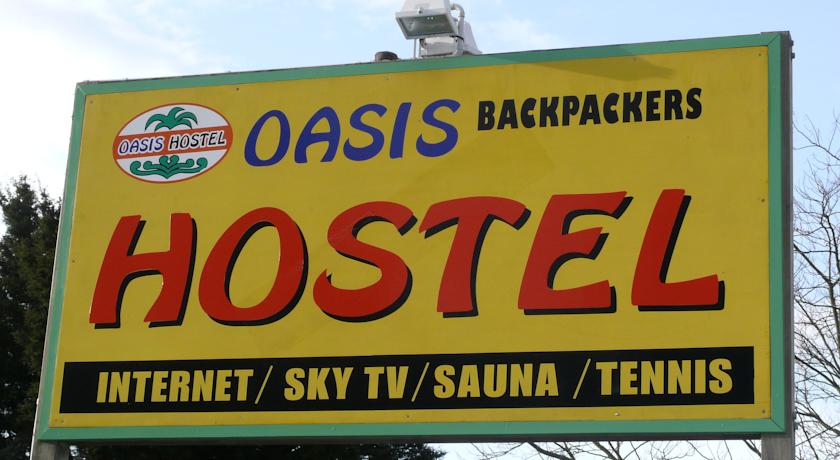 OASIS HOSTEL
OASIS BACKPACKERS
HOSTEL
INTERNET/ SKY TV/SAUNA /TENNIS